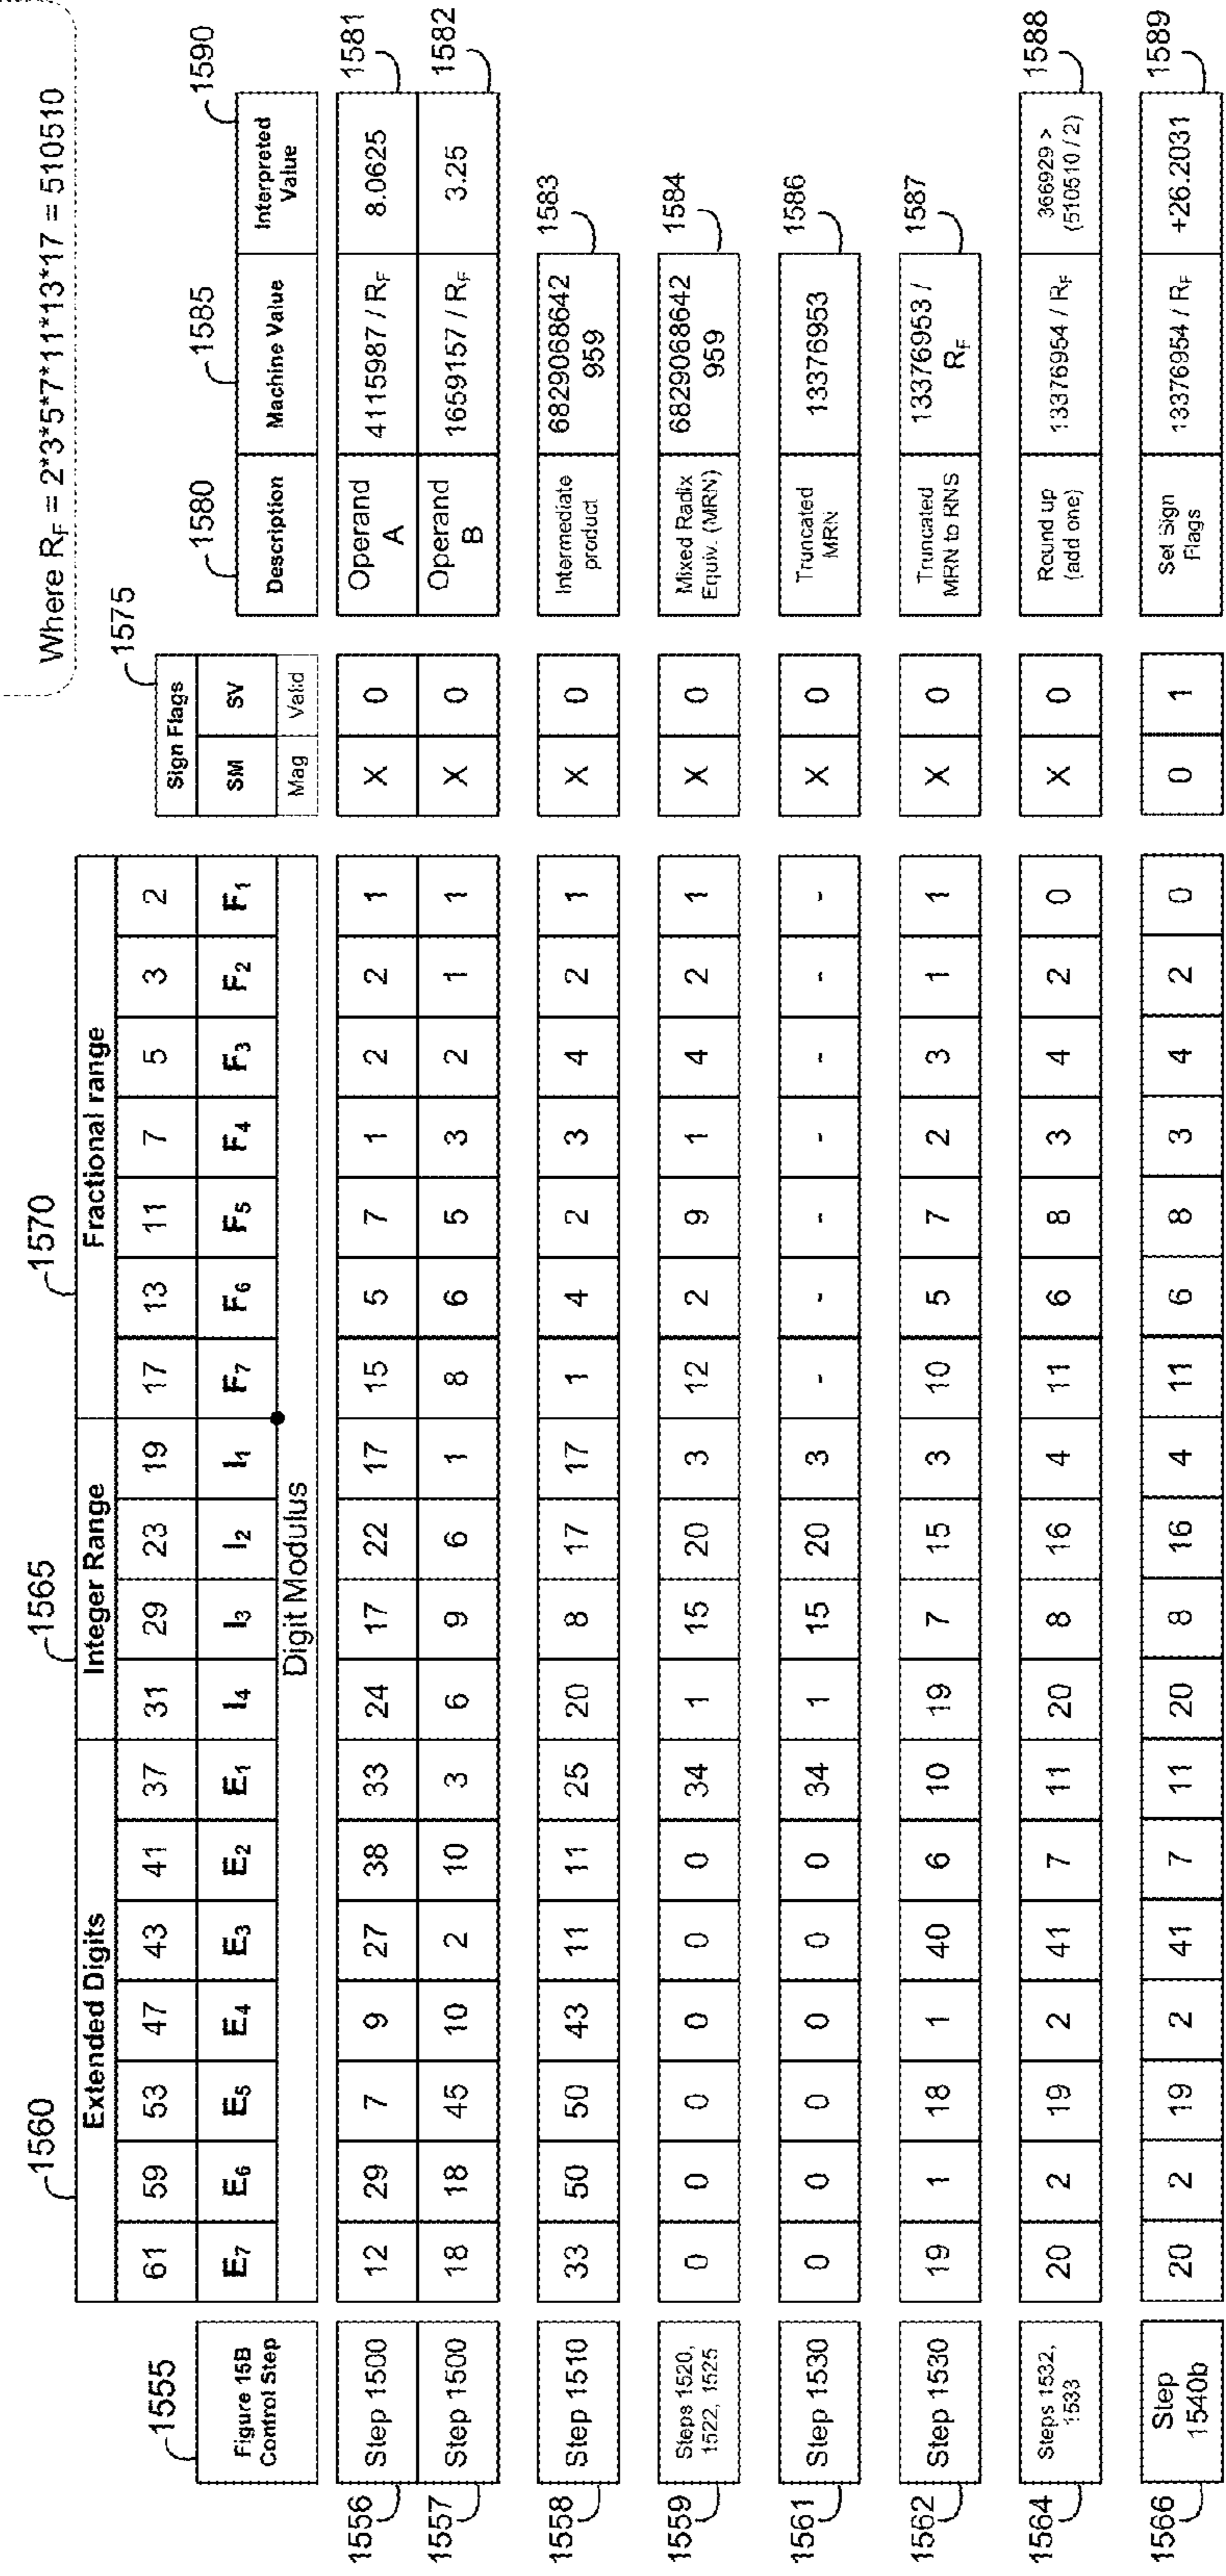 Where R_F = 2*3*5*7*11*13*17 = 510510
1560 1565 1570
Extended Digits Integer Range Fractional range
1555 1575 1580 1585 1590
61 59 53 47 43 41 37 31 29 23 19 17 13 11 7 5 3 2 Sign Flags
Figure 15B Control Step E7 E6 E5 E4 E3 E2 E1 I4 I3 I2 I1 F7 F6 F5 F4 F3 F2 F1 SM SV Description Machine Value Interpreted Value
Digit Modulus Mag Valid
1556 Step 1500 12 29 7 9 27 38 33 24 17 22 17 15 5 7 1 2 2 1 X 0 Operand A 4115987 / R_F 8.0625 1581
1557 Step 1500 18 18 45 10 2 10 3 6 9 6 1 8 6 5 3 2 1 1 X 0 Operand B 1659157 / R_F 3.25 1582
1558 Step 1510 33 50 50 43 11 11 25 20 8 17 17 1 4 2 3 4 2 1 X 0 Intermediate product 6829068642 959 1583
1559 Steps 1520, 1522, 1525 0 0 0 0 0 0 34 1 15 20 3 12 2 9 1 4 2 1 X 0 Mixed Radix Equiv. (MRN) 6829068642 959 1584
1561 Step 1530 0 0 0 0 0 0 34 1 15 20 3 - - - - - - - X 0 Truncated MRN 13376953 1586
1562 Step 1530 19 1 18 1 40 6 10 19 7 15 3 10 5 7 2 3 1 1 X 0 Truncated MRN to RNS 13376953 / R_F 1587
1564 Steps 1532, 1533 20 2 19 2 41 7 11 20 8 16 4 11 6 8 3 4 2 0 X 0 Round up (add one) 13376954 / R_F 366929 > (510510 / 2) 1588
1566 Step 1540b 20 2 19 2 41 7 11 20 8 16 4 11 6 8 3 4 2 0 0 1 Set Sign Flags 13376954 / R_F +26.2031 1589